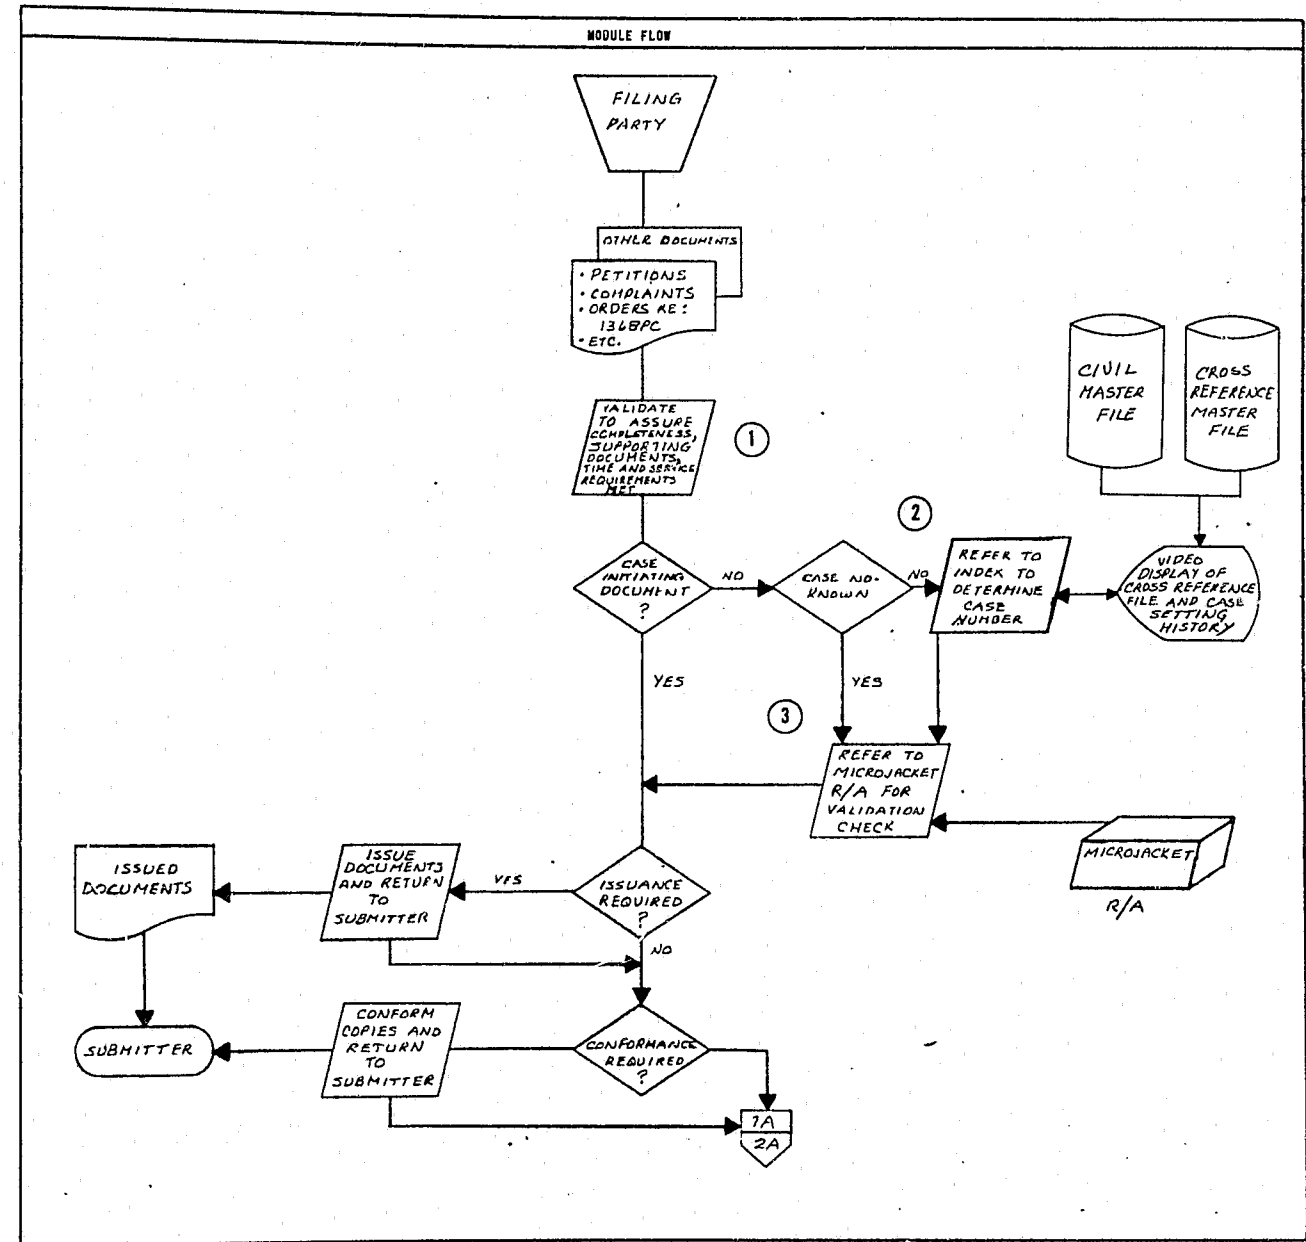 MODULE FLOW
FILING
PARTY
OTHER DOCUMENTS
• PETITIONS
• COMPLAINTS
• ORDERS RE:
1368PC
• ETC.
VALIDATE
TO ASSURE
COMPLETENESS,
SUPPORTING
DOCUMENTS,
TIME AND SERVICE
REQUIREMENTS
MET
1
CIVIL
MASTER
FILE
CROSS
REFERENCE
MASTER
FILE
2
CASE
INITIATING
DOCUMENT
?
NO
CASE NO.
KNOWN
NO
REFER TO
INDEX TO
DETERMINE
CASE
NUMBER
VIDEO
DISPLAY OF
CROSS REFERENCE
FILE AND CASE
SETTING
HISTORY
YES
YES
3
REFER TO
MICROJACKET
R/A FOR
VALIDATION
CHECK
MICROJACKET
R/A
ISSUED
DOCUMENTS
ISSUE
DOCUMENTS
AND RETURN
TO
SUBMITTER
YES
ISSUANCE
REQUIRED
?
NO
SUBMITTER
CONFORM
COPIES AND
RETURN
TO
SUBMITTER
CONFORMANCE
REQUIRED
?
1A
2A